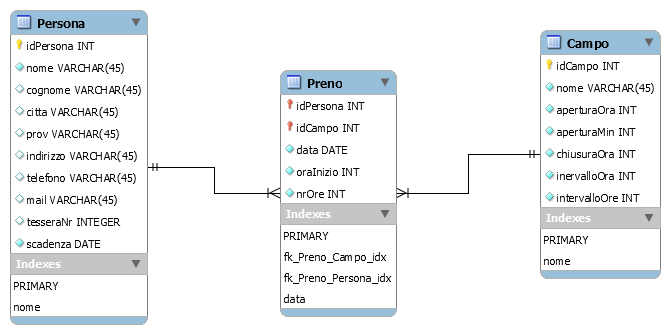 Persona
idPersona INT
nome VARCHAR(45)
cognome VARCHAR(45)
citta VARCHAR(45)
prov VARCHAR(45)
indirizzo VARCHAR(45)
telefono VARCHAR(45)
mail VARCHAR(45)
tesseraNr INTEGER
scadenza DATE
Indexes
PRIMARY
nome
Preno
idPersona INT
idCampo INT
data DATE
oraInizio INT
nrOre INT
Indexes
PRIMARY
fk_Preno_Campo_idx
fk_Preno_Persona_idx
data
Campo
idCampo INT
nome VARCHAR(45)
aperturaOra INT
aperturaMin INT
chiusuraOra INT
inervalloOra INT
intervalloOre INT
Indexes
PRIMARY
nome